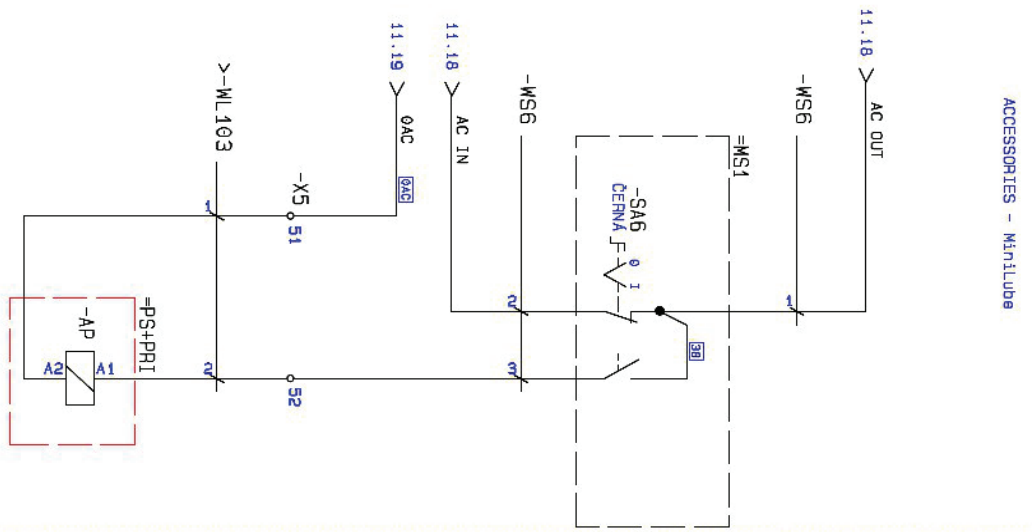 ACCESSORIES - MiniLube
11.18
AC OUT
-WS6
1
=MS1
38
-SA6
ČERNÁ
0 I
-WS6
2
3
AC IN
11.18
0AC
0AC
11.19
-X5
51
52
>-WL103
1
2
=PS+PRI
-AP
A1
A2